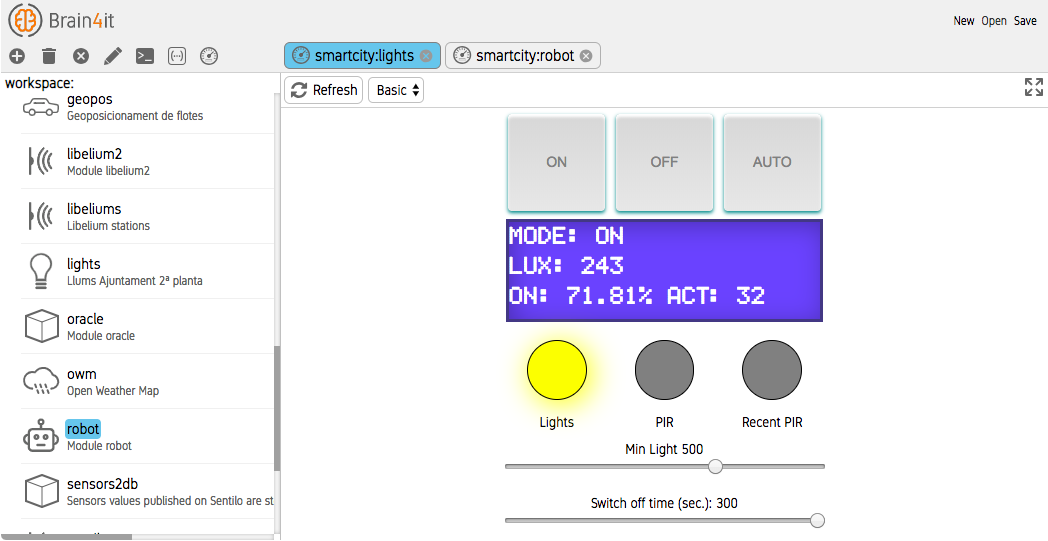 Brain4it
New Open Save
smartcity:lights
smartcity:robot
workspace:
geopos
Geoposicionament de flotes
libelium2
Module libelium2
libeliums
Libelium stations
lights
Llums Ajuntament 2ª planta
oracle
Module oracle
owm
Open Weather Map
robot
Module robot
sensors2db
Sensors values published on Sentilo are st
Refresh
Basic
ON
OFF
AUTO
MODE: ON
LUX: 243
ON: 71.81% ACT: 32
Lights
PIR
Recent PIR
Min Light 500
Switch off time (sec.): 300